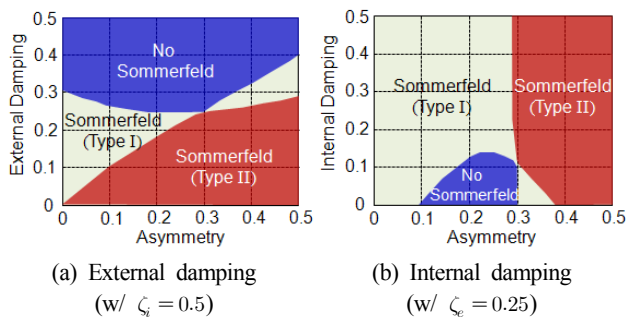 External Damping
0.5
0.4
0.3
0.2
0.1
0
No
Sommerfeld
Sommerfeld
(Type I)
Sommerfeld
(Type II)
0 0.1 0.2 0.3 0.4 0.5
Asymmetry
(a) External damping
(w/ ζᵢ = 0.5)
Internal Damping
0.5
0.4
0.3
0.2
0.1
0
Sommerfeld
(Type I)
Sommerfeld
(Type II)
No
Sommerfeld
0 0.1 0.2 0.3 0.4 0.5
Asymmetry
(b) Internal damping
(w/ ζₑ = 0.25)